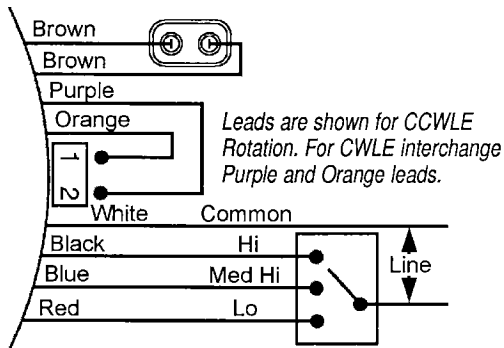 Brown
Brown
Purple
Orange
Leads are shown for CCWLE
Rotation. For CWLE interchange
Purple and Orange leads.
1
2
White Common
Black Hi
Blue Med Hi
Red Lo
Line